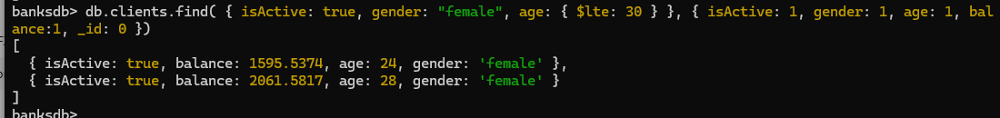 banksdb> db.clients.find( { isActive: true, gender: "female", age: { $lte: 30 } }, { isActive: 1, gender: 1, age: 1, bal
ance:1, _id: 0 })
[
  { isActive: true, balance: 1595.5374, age: 24, gender: 'female' },
  { isActive: true, balance: 2061.5817, age: 28, gender: 'female' }
]
banksdb>